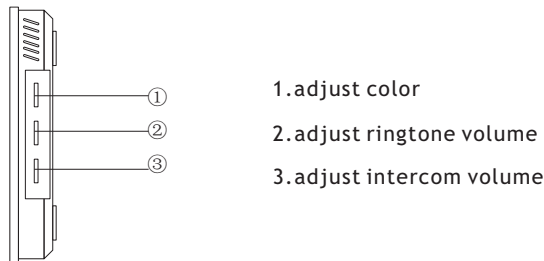 ①
1.adjust color
②
2.adjust ringtone volume
③
3.adjust intercom volume